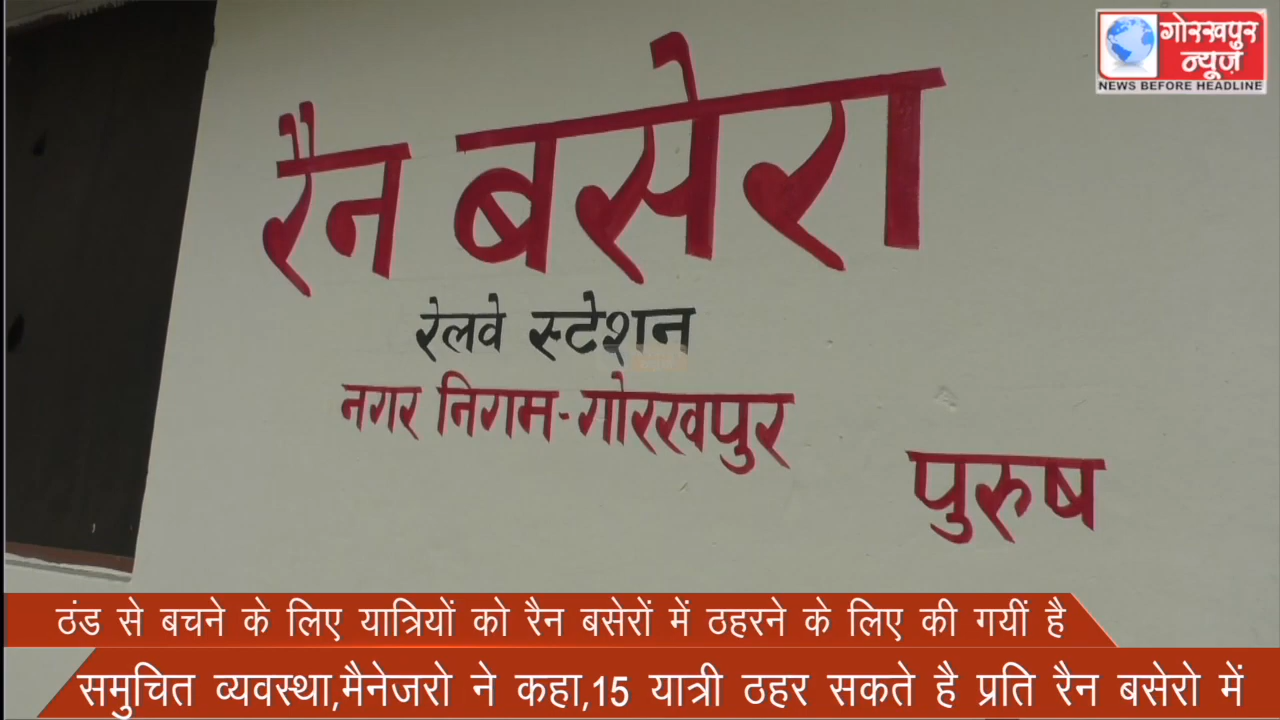 गोरखपुर
न्यूज़
NEWS BEFORE HEADLINE
रैन बसेरा
रेलवे स्टेशन
नगर निगम-गोरखपुर
पुरुष
ठंड से बचने के लिए यात्रियों को रैन बसेरों में ठहरने के लिए की गयीं है
समुचित व्यवस्था,मैनेजरो ने कहा,15 यात्री ठहर सकते है प्रति रैन बसेरो में